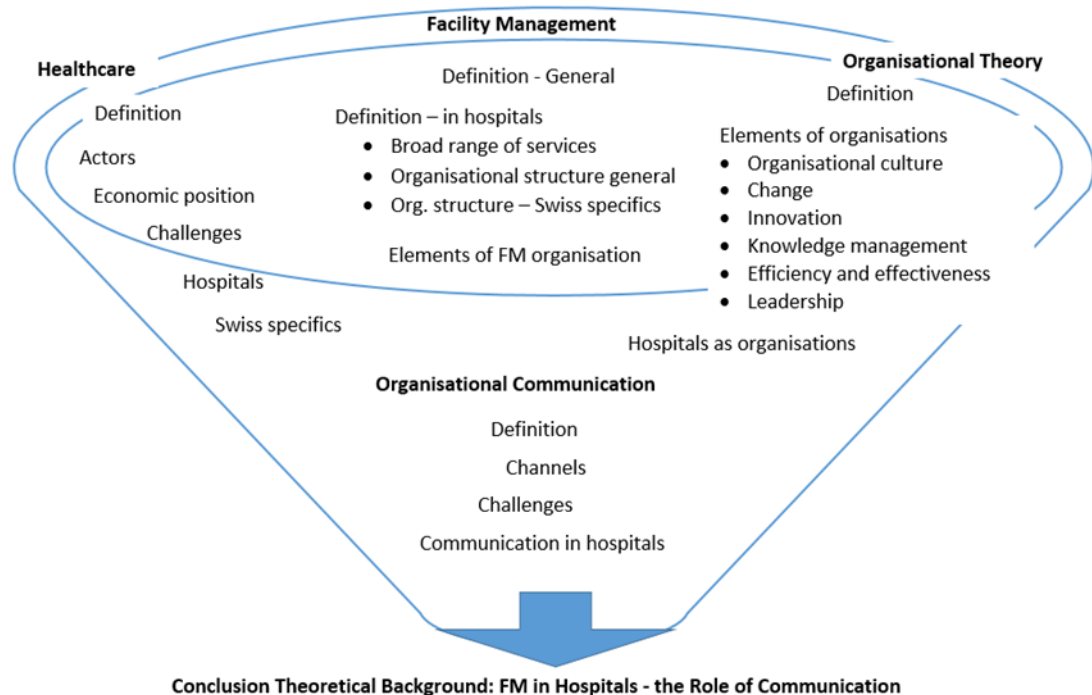 Facility Management
Healthcare
Organisational Theory
Definition - General
Definition
Definition
Definition – in hospitals
• Broad range of services
• Organisational structure general
• Org. structure – Swiss specifics
Elements of FM organisation
Actors
Economic position
Challenges
Hospitals
Swiss specifics
Elements of organisations
• Organisational culture
• Change
• Innovation
• Knowledge management
• Efficiency and effectiveness
• Leadership
Hospitals as organisations
Organisational Communication
Definition
Channels
Challenges
Communication in hospitals
Conclusion Theoretical Background: FM in Hospitals - the Role of Communication